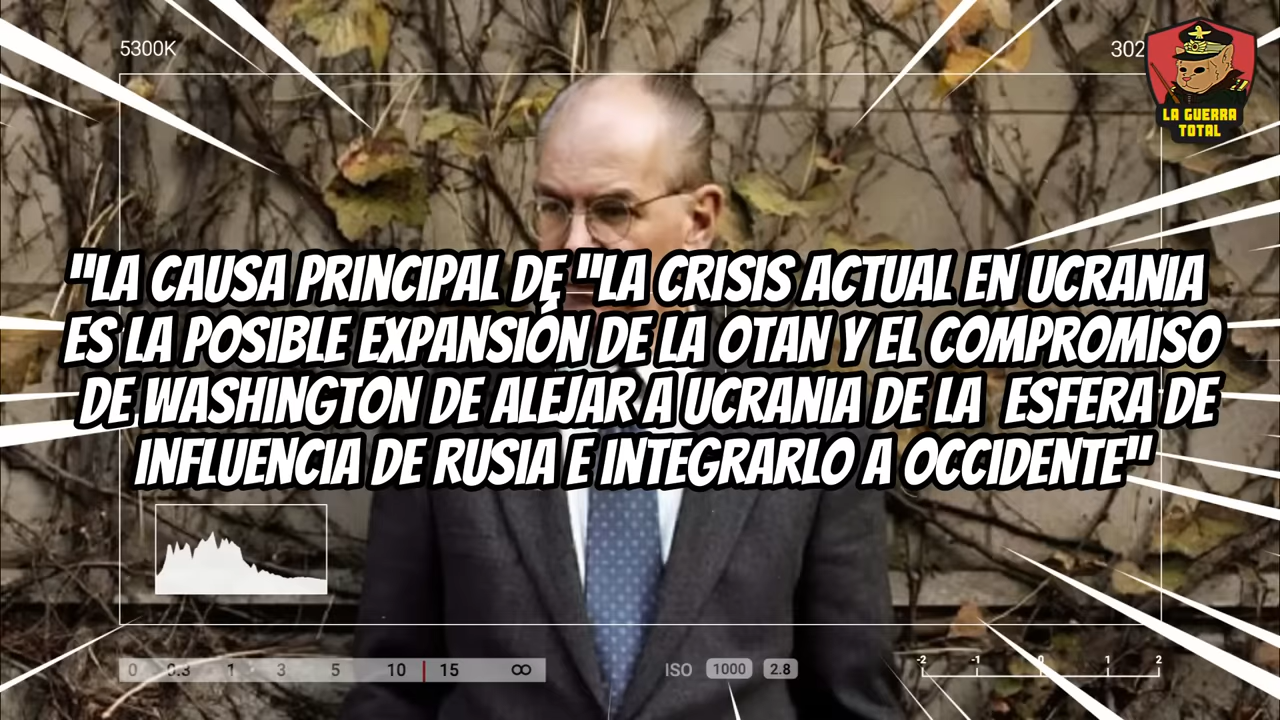 5300K
302
LA GUERRA
TOTAL
"LA CAUSA PRINCIPAL DE "LA CRISIS ACTUAL EN UCRANIA
ES LA POSIBLE EXPANSIÓN DE LA OTAN Y EL COMPROMISO
DE WASHINGTON DE ALEJAR A UCRANIA DE LA ESFERA DE
INFLUENCIA DE RUSIA E INTEGRARLO A OCCIDENTE"
0 0.3 1 3 5 10 15 ∞
ISO 1000 2.8
-2 -1 0 1 2